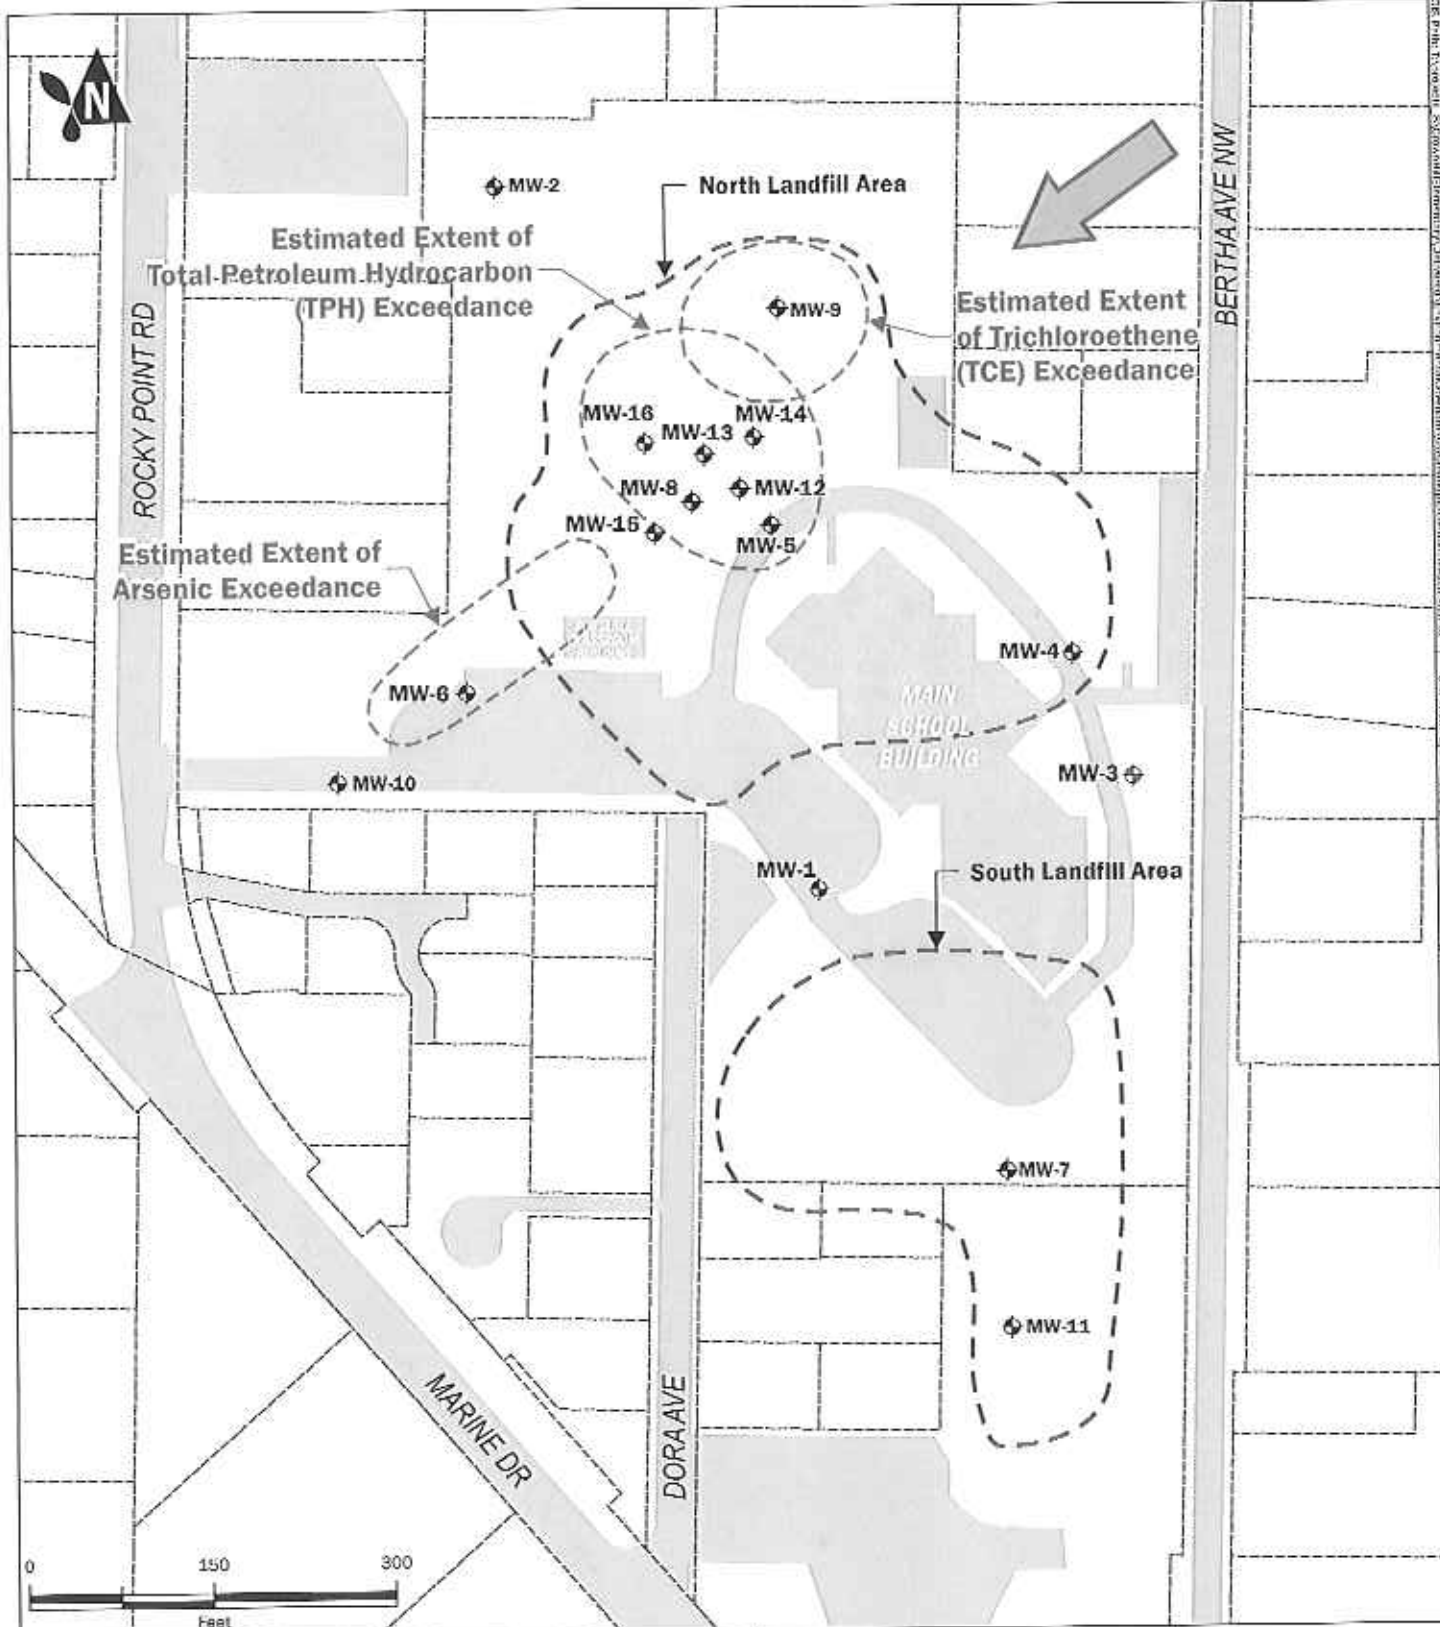 N
MW-2
North Landfill Area
BERTHA AVE NW
Estimated Extent of
Total Petroleum Hydrocarbon
(TPH) Exceedance
MW-9
Estimated Extent
of Trichloroethene
(TCE) Exceedance
ROCKY POINT RD
MW-16
MW-14
MW-13
MW-8
MW-12
MW-15
MW-5
Estimated Extent of
Arsenic Exceedance
MW-4
MW-6
MAIN
SCHOOL
BUILDING
MW-3
MW-10
MW-1
South Landfill Area
MW-7
MW-11
MARINE DR
DORA AVE
0 150 300
Feet